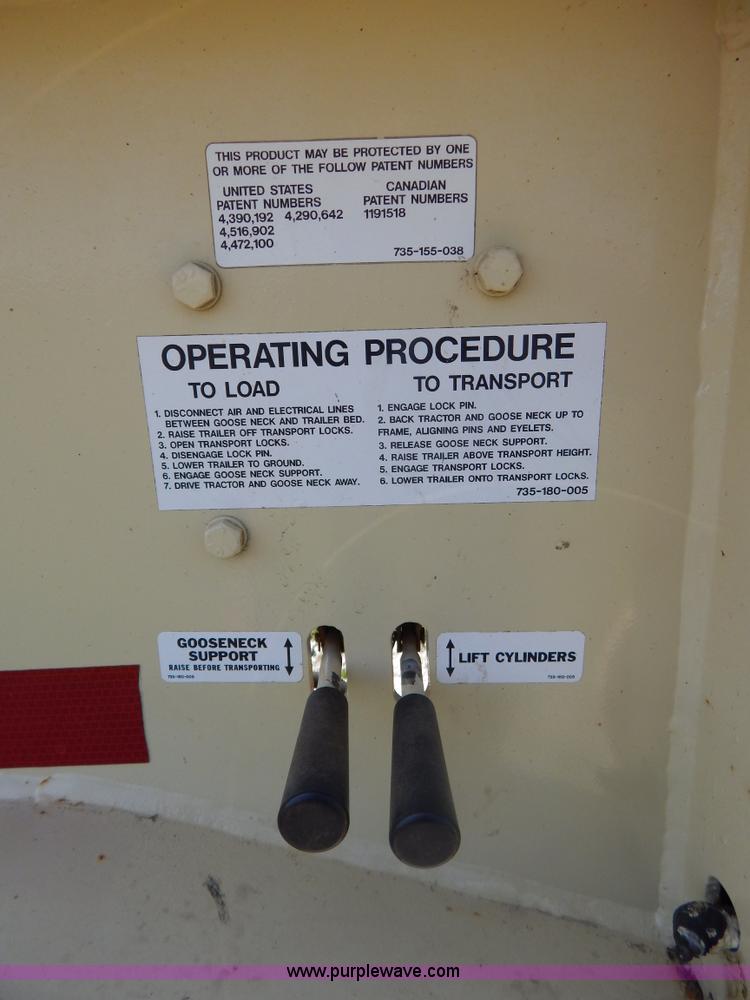 THIS PRODUCT MAY BE PROTECTED BY ONE
OR MORE OF THE FOLLOW PATENT NUMBERS
UNITED STATES
PATENT NUMBERS
4,390,192 4,290,642
4,516,902
4,472,100
CANADIAN
PATENT NUMBERS
1191518
735-155-038
OPERATING PROCEDURE
TO LOAD
1. DISCONNECT AIR AND ELECTRICAL LINES
BETWEEN GOOSE NECK AND TRAILER BED.
2. RAISE TRAILER OFF TRANSPORT LOCKS.
3. OPEN TRANSPORT LOCKS.
4. DISENGAGE LOCK PIN.
5. LOWER TRAILER TO GROUND.
6. ENGAGE GOOSE NECK SUPPORT.
7. DRIVE TRACTOR AND GOOSE NECK AWAY.
TO TRANSPORT
1. ENGAGE LOCK PIN.
2. BACK TRACTOR AND GOOSE NECK UP TO
FRAME, ALIGNING PINS AND EYELETS.
3. RELEASE GOOSE NECK SUPPORT.
4. RAISE TRAILER ABOVE TRANSPORT HEIGHT.
5. ENGAGE TRANSPORT LOCKS.
6. LOWER TRAILER ONTO TRANSPORT LOCKS.
735-180-005
GOOSENECK
SUPPORT
RAISE BEFORE TRANSPORTING
LIFT CYLINDERS
www.purplewave.com